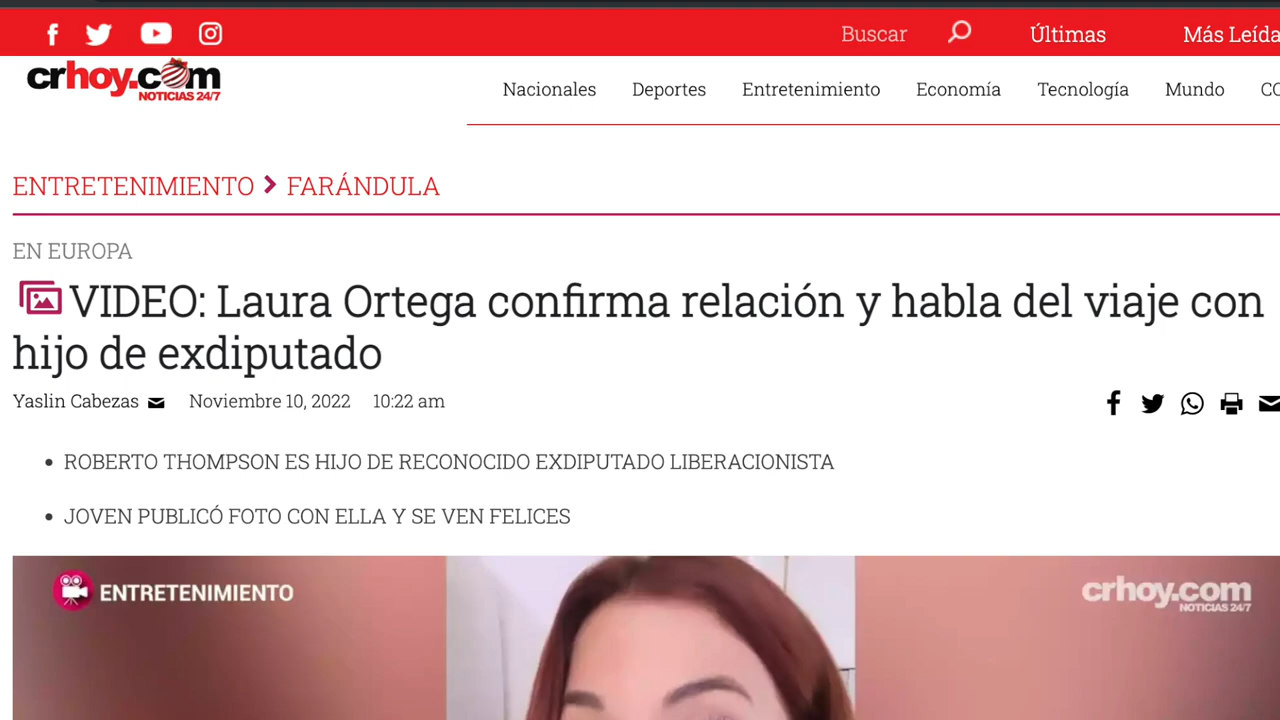 Buscar
Últimas
Más Leída
crhoy.com
NOTICIAS 24/7
Nacionales
Deportes
Entretenimiento
Economía
Tecnología
Mundo
ENTRETENIMIENTO > FARÁNDULA
EN EUROPA
VIDEO: Laura Ortega confirma relación y habla del viaje con
hijo de exdiputado
Yaslin Cabezas Noviembre 10, 2022 10:22 am
• ROBERTO THOMPSON ES HIJO DE RECONOCIDO EXDIPUTADO LIBERACIONISTA
• JOVEN PUBLICÓ FOTO CON ELLA Y SE VEN FELICES
ENTRETENIMIENTO
crhoy.com
NOTICIAS 24/7